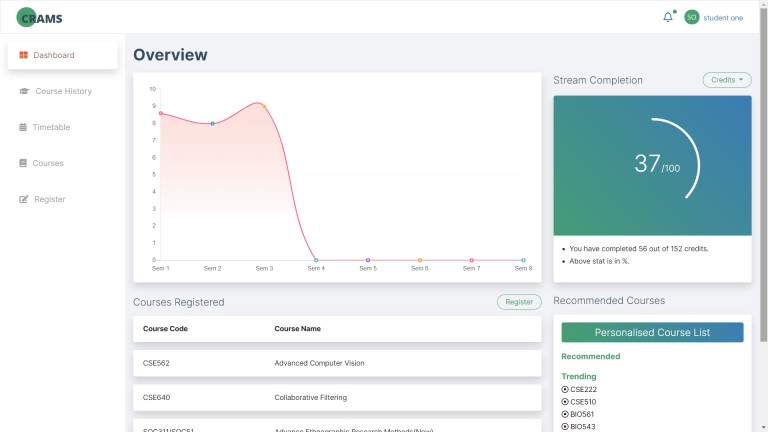 CRAMS
SO student one
Dashboard
Course History
Timetable
Courses
Register
Overview
10
9
8
7
6
5
4
3
2
1
0
Sem 1 Sem 2 Sem 3 Sem 4 Sem 5 Sem 6 Sem 7 Sem 8
Stream Completion
Credits
37/100
You have completed 56 out of 152 credits.
Above stat is in %.
Courses Registered
Register
Course Code Course Name
CSE562 Advanced Computer Vision
CSE640 Collaborative Filtering
SOC311/SOC51 Advance Ethnographic Research Methods(New)
Recommended Courses
Personalised Course List
Recommended
Trending
CSE222
CSE510
BIO561
BIO543